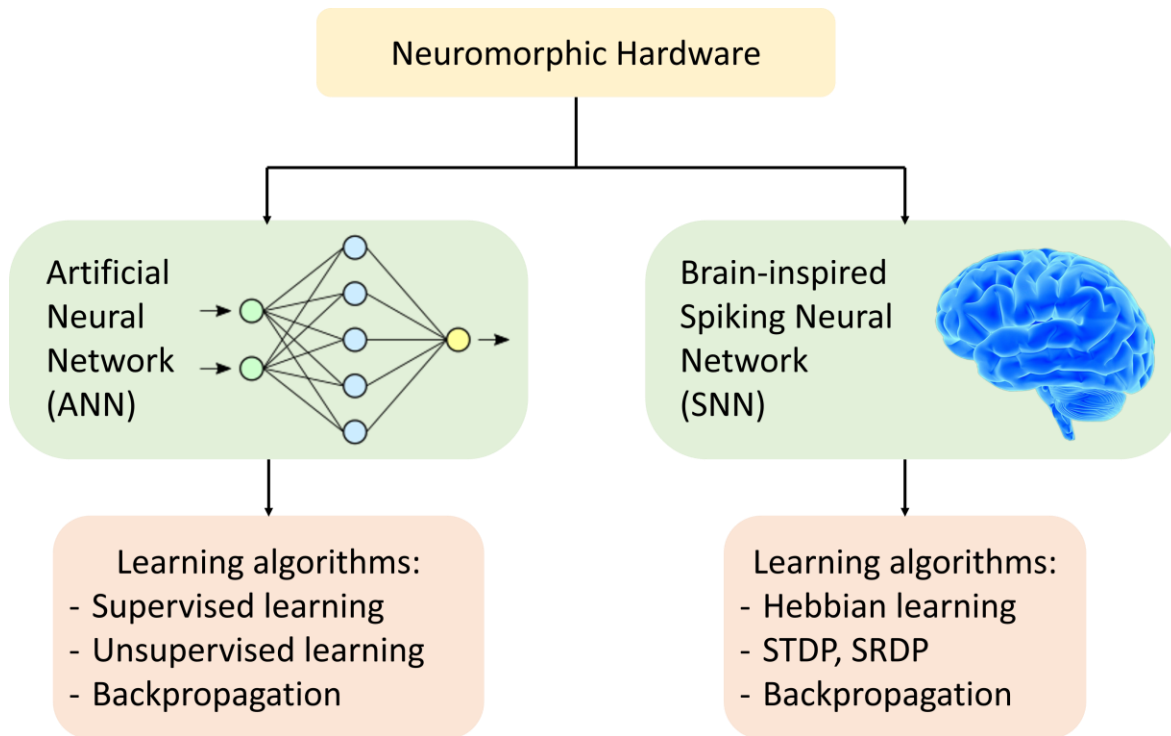 Neuromorphic Hardware
Artificial
Neural
Network
(ANN)
Brain-inspired
Spiking Neural
Network
(SNN)
Learning algorithms:
- Supervised learning
- Unsupervised learning
- Backpropagation
Learning algorithms:
- Hebbian learning
- STDP, SRDP
- Backpropagation